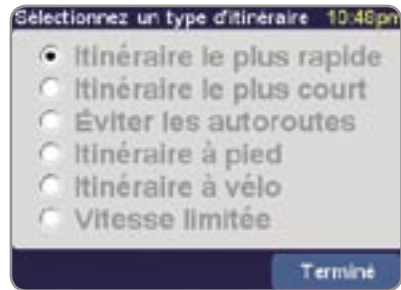 Sélectionnez un type d'itinéraire 10:46pm
Itinéraire le plus rapide
Itinéraire le plus court
Éviter les autoroutes
Itinéraire à pied
Itinéraire à vélo
Vitesse limitée
Terminé